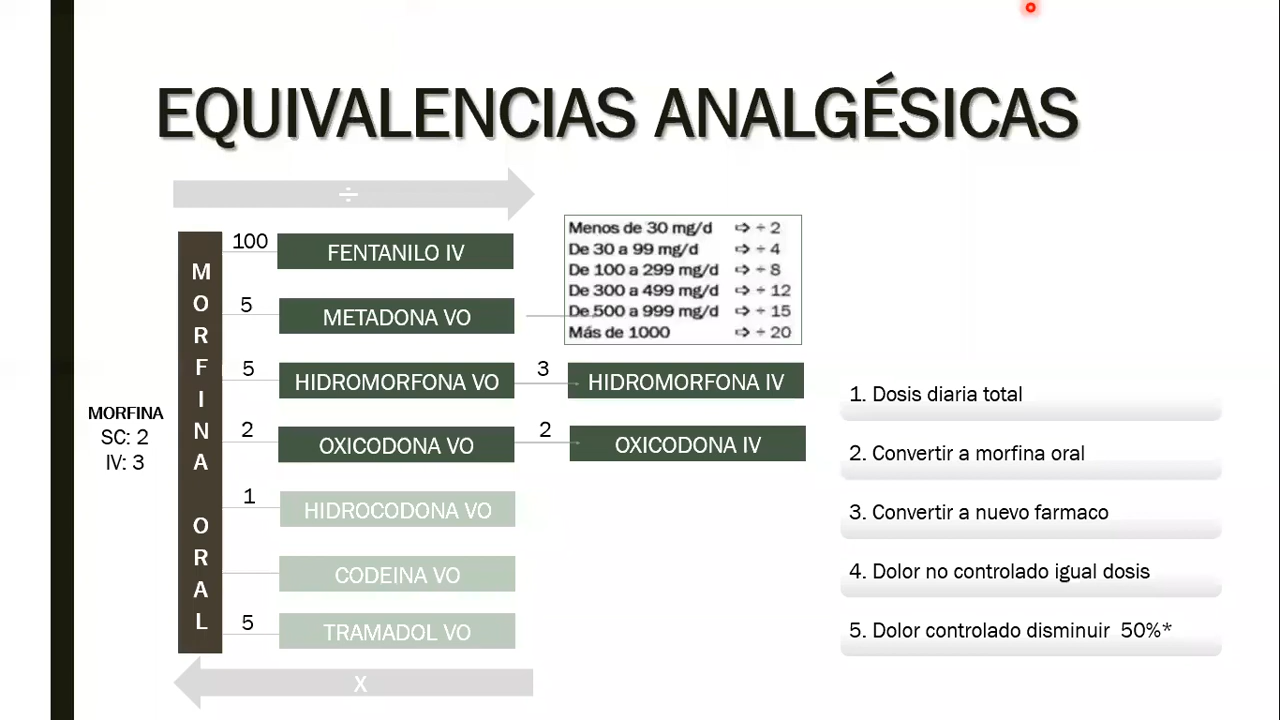 EQUIVALENCIAS ANALGÉSICAS
÷
MORFINA ORAL
MORFINA
SC: 2
IV: 3
100 FENTANILO IV
5 METADONA VO
Menos de 30 mg/d ⇨ ÷ 2
De 30 a 99 mg/d ⇨ ÷ 4
De 100 a 299 mg/d ⇨ ÷ 8
De 300 a 499 mg/d ⇨ ÷ 12
De 500 a 999 mg/d ⇨ ÷ 15
Más de 1000 ⇨ ÷ 20
5 HIDROMORFONA VO 3 HIDROMORFONA IV
2 OXICODONA VO 2 OXICODONA IV
1 HIDROCODONA VO
CODEINA VO
5 TRAMADOL VO
X
1. Dosis diaria total
2. Convertir a morfina oral
3. Convertir a nuevo farmaco
4. Dolor no controlado igual dosis
5. Dolor controlado disminuir 50%*